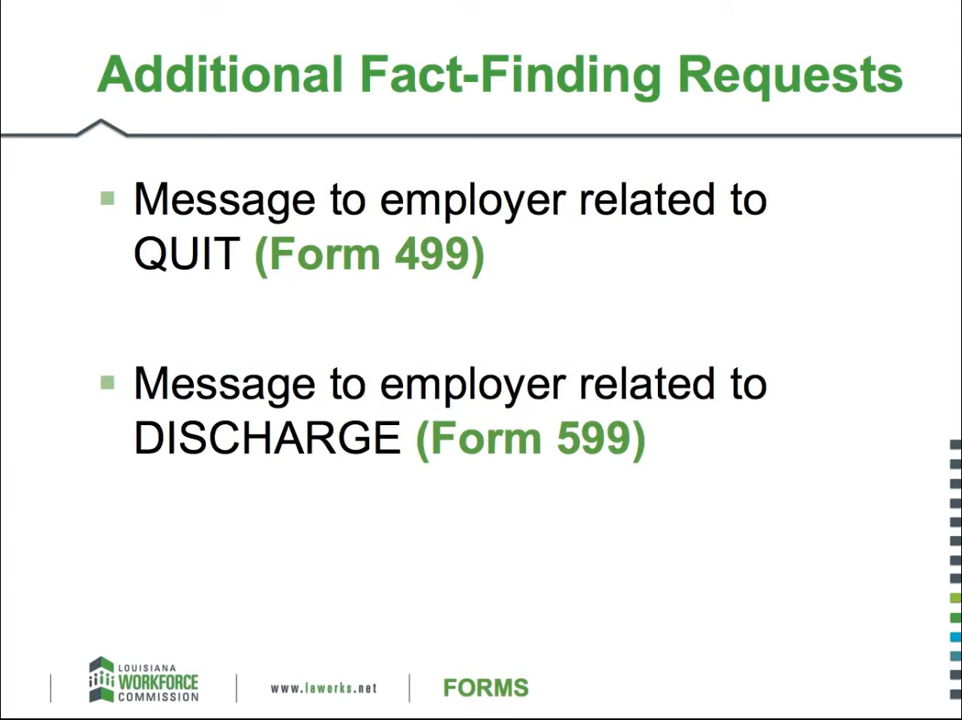 Additional Fact-Finding Requests
Message to employer related to
QUIT (Form 499)
Message to employer related to
DISCHARGE (Form 599)
LOUISIANA
WORKFORCE
COMMISSION
www.laworks.net
FORMS